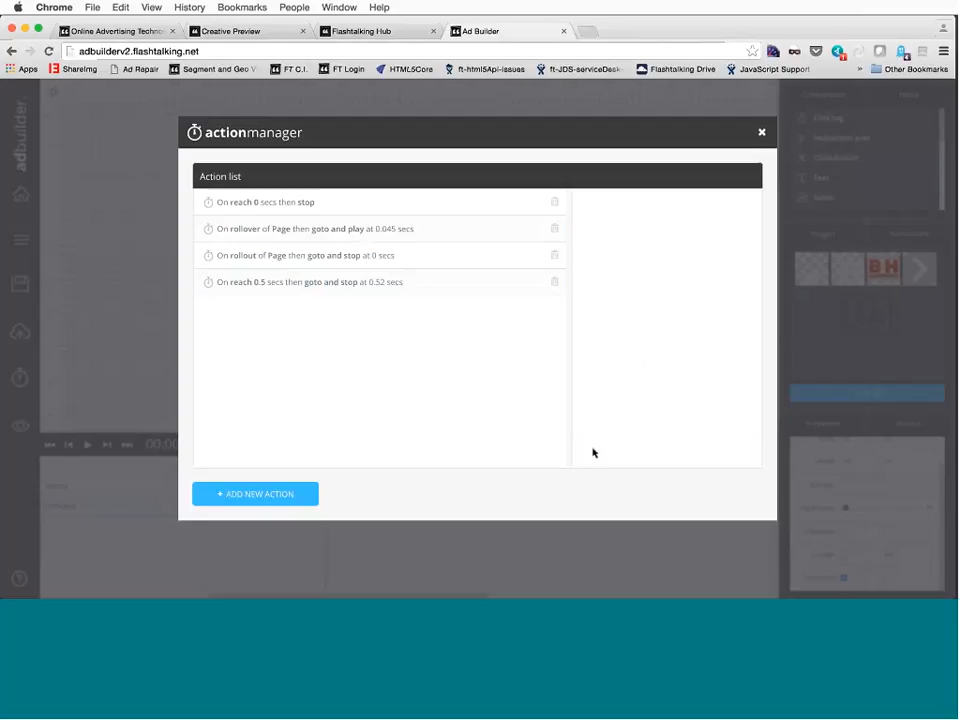 Chrome File Edit View History Bookmarks People Window Help
Online Advertising Techn Creative Preview Flashtalking Hub Ad Builder
adbuilderv2.flashtalking.net
Apps ShareImg Ad Repair Segment and Geo V FT C.I. FT Login HTML5Core ft-html5Api-issues ft-JDS-serviceDesk Flashtalking Drive JavaScript Support » Other Bookmarks
adbuilder.
actionmanager
Action list
On reach 0 secs then stop
On rollover of Page then goto and play at 0.045 secs
On rollout of Page then goto and stop at 0 secs
On reach 0.5 secs then goto and stop at 0.52 secs
BH
+ ADD NEW ACTION